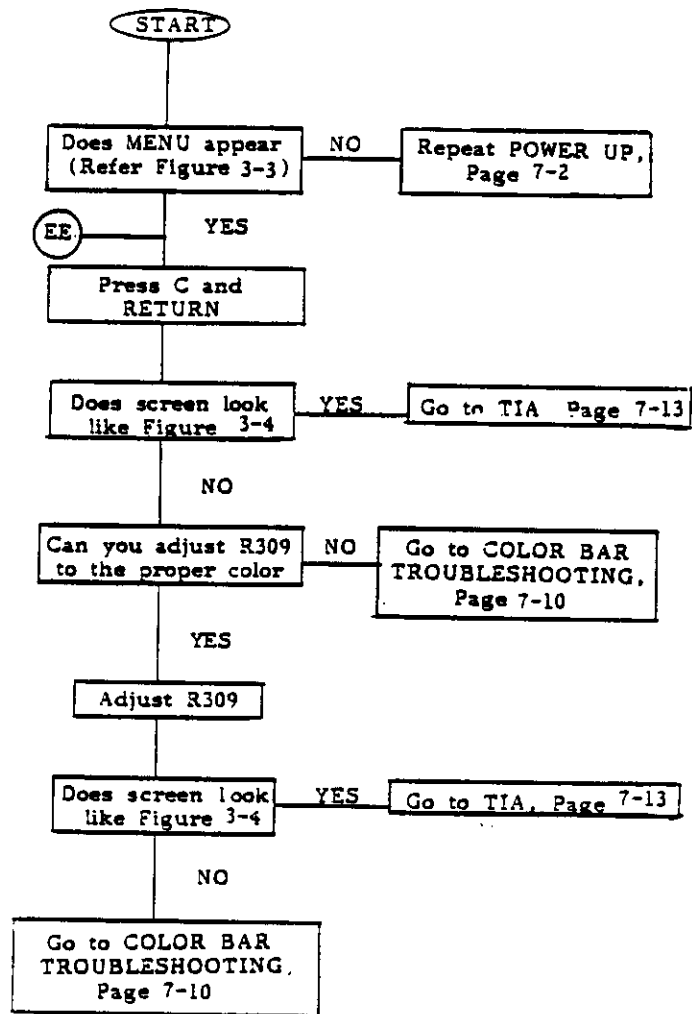 START
Does MENU appear
(Refer Figure 3-3)
NO
Repeat POWER UP,
Page 7-2
EE
YES
Press C and
RETURN
Does screen look
like Figure 3-4
YES
Go to TIA Page 7-13
NO
Can you adjust R309
to the proper color
NO
Go to COLOR BAR
TROUBLESHOOTING,
Page 7-10
YES
Adjust R309
Does screen look
like Figure 3-4
YES
Go to TIA, Page 7-13
NO
Go to COLOR BAR
TROUBLESHOOTING,
Page 7-10